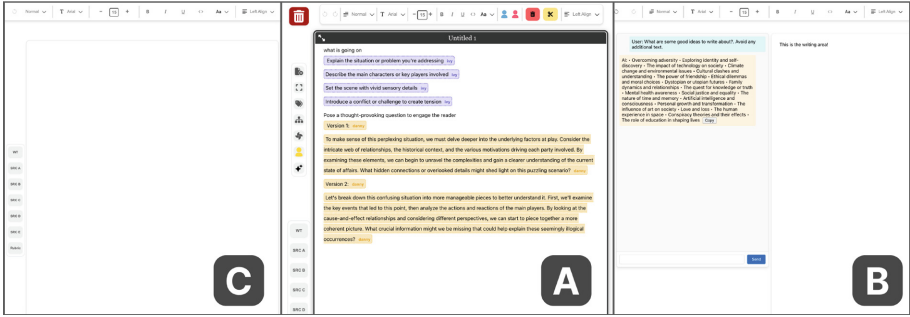 Normal
Arial
- 15 +
B I U <> Aa
Left Align
WT
SRC A
SRC B
SRC C
SRC D
SRC E
C
Normal
Arial
- 15 +
B I U <> Aa
Left Align
Untitled 1
what is going on
Explain the situation or problem you're addressing
Describe the main characters or key players involved
Set the scene with vivid sensory details
Introduce a conflict or challenge to create tension
Pose a thought-provoking question to engage the reader
Version 1:
To make sense of this perplexing situation, we must delve deeper into the underlying factors at play. Consider the
intricate web of relationships, the historical context, and the various motivations driving each party involved. By
examining these elements, we can begin to unravel the complexities and gain a clearer understanding of the current
state of affairs. What hidden connections or overlooked details might shed light on this puzzling scenario?
Version 2:
Let's break down this confusing situation into more manageable pieces to better understand it. First, we'll examine
the key events that led to this point, then analyze the actions and reactions of the main players. By looking at the
cause-and-effect relationships and considering different perspectives, we can start to piece together a more
coherent picture. What crucial information might we be missing that could help explain these seemingly illogical
occurrences?
WT
SRC A
SRC B
SRC C
SRC D
A
Normal
Arial
- 15 +
B I U <> Aa
Left Align
User: What are some good ideas to write about?. Avoid any
additional text.
AI: • Overcoming adversity • Exploring identity and self-
discovery • The impact of technology on society • Climate
change and environmental issues • Cultural clashes and
understanding • The power of friendship • Ethical dilemmas
and moral choices • Dystopian or utopian futures • Family
dynamics and relationships • The quest for knowledge or truth
• Mental health awareness • Social justice and equality • The
nature of time and memory • Artificial intelligence and
consciousness • Personal growth and transformation • The
influence of art on society • Love and loss • The human
experience in space • Conspiracy theories and their effects •
The role of education in shaping lives Copy
Send
This is the writing area!
B